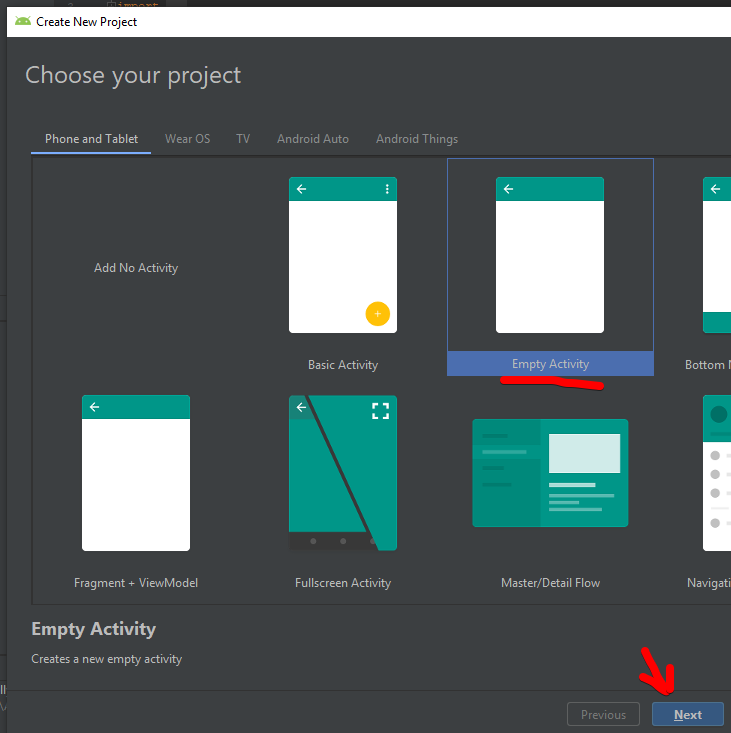 import
Create New Project
Choose your project
Phone and Tablet Wear OS TV Android Auto Android Things
Add No Activity
Basic Activity Empty Activity Bottom
Fragment + ViewModel Fullscreen Activity Master/Detail Flow
Empty Activity
Creates a new empty activity
Previous Next